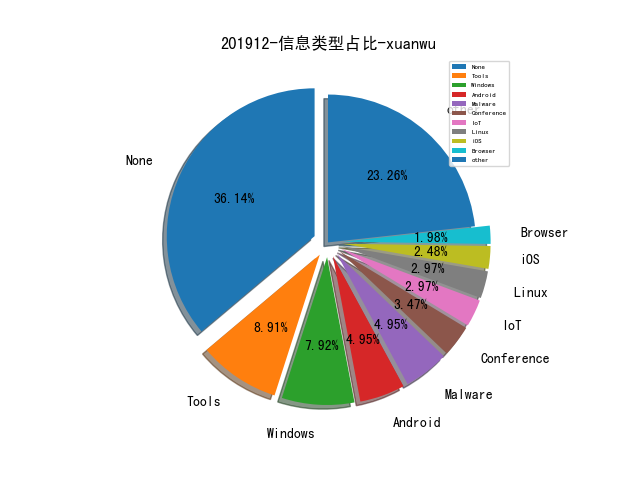 201912-信息类型占比-xuanwu
None
Tools
Windows
Android
Malware
Conference
IoT
Linux
iOS
Browser
other
None
36.14%
23.26%
1.98%
Browser
2.48%
iOS
2.97%
Linux
2.97%
IoT
3.47%
Conference
4.95%
Malware
4.95%
Android
7.92%
Windows
8.91%
Tools